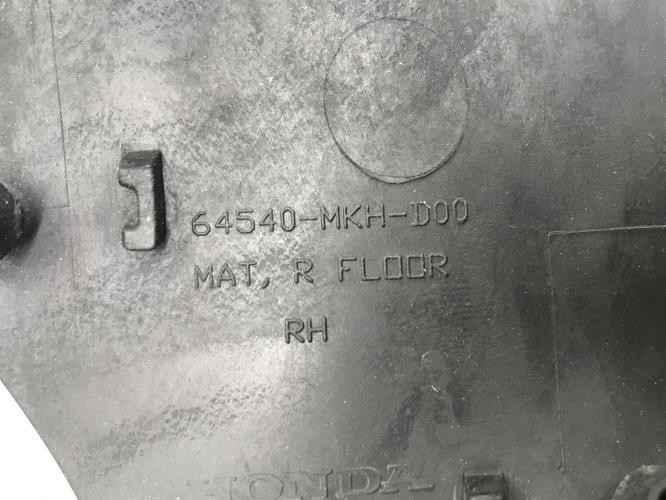 64540-MKH-D00
MAT, R FLOOR
RH
HONDA